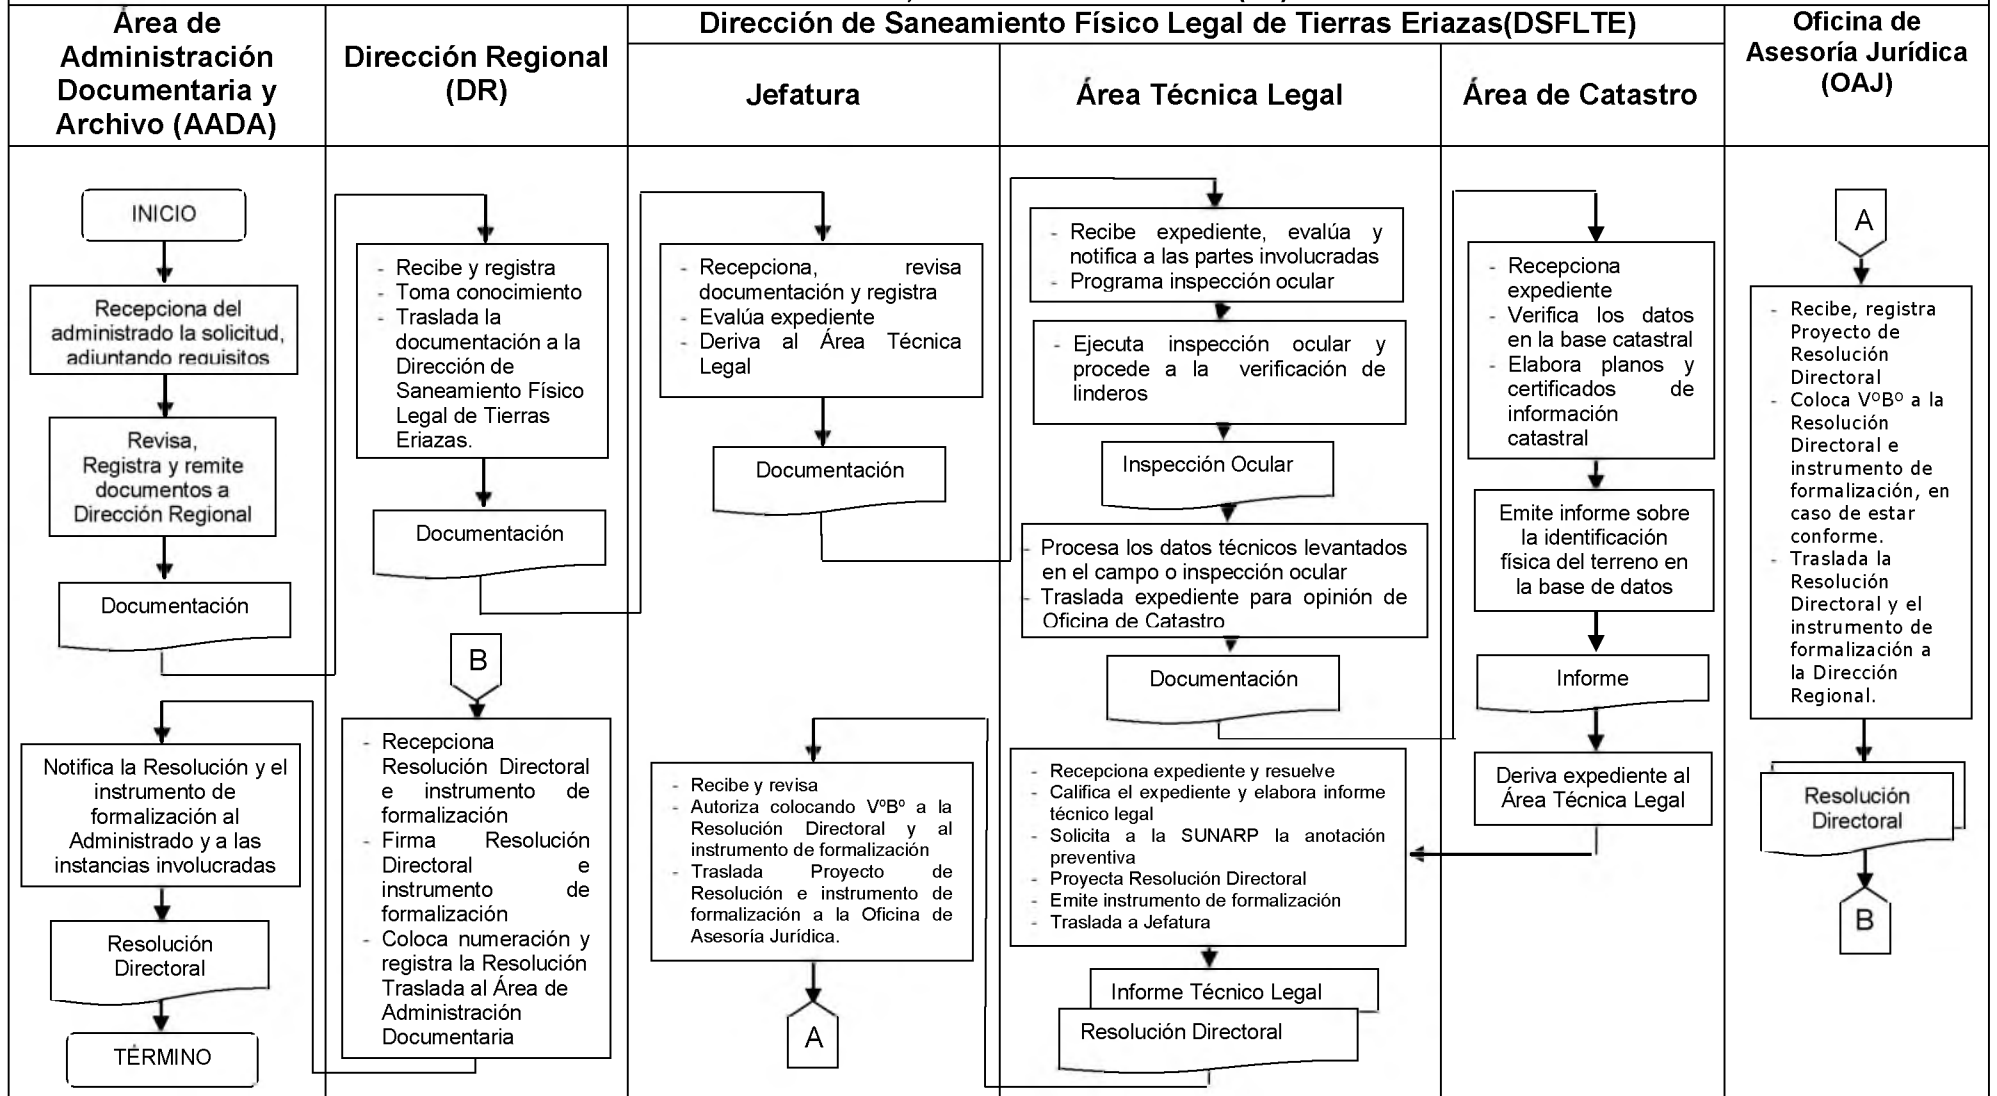 Área de
Administración
Documentaria y
Archivo (AADA)
Dirección Regional
(DR)
Dirección de Saneamiento Físico Legal de Tierras Eriazas(DSFLTE)
Jefatura
Área Técnica Legal
Área de Catastro
Oficina de
Asesoría Jurídica
(OAJ)
INICIO
Recepciona del
administrado la solicitud,
adjuntando requisitos
Revisa,
Registra y remite
documentos a
Dirección Regional
Documentación
Notifica la Resolución y el
instrumento de
formalización al
Administrado y a las
instancias involucradas
Resolución
Directoral
TÉRMINO
- Recibe y registra
- Toma conocimiento
- Traslada la
documentación a la
Dirección de
Saneamiento Físico
Legal de Tierras
Eriazas.
Documentación
B
- Recepciona
Resolución Directoral
e instrumento de
formalización
- Firma Resolución
Directoral e
instrumento de
formalización
- Coloca numeración y
registra la Resolución
Traslada al Área de
Administración
Documentaria
- Recepciona, revisa
documentación y registra
- Evalúa expediente
- Deriva al Área Técnica
Legal
Documentación
- Recibe y revisa
- Autoriza colocando VºBº a la
Resolución Directoral y al
instrumento de formalización
- Traslada Proyecto de
Resolución e instrumento de
formalización a la Oficina de
Asesoría Jurídica.
A
- Recibe expediente, evalúa y
notifica a las partes involucradas
- Programa inspección ocular
- Ejecuta inspección ocular y
procede a la verificación de
linderos
Inspección Ocular
- Procesa los datos técnicos levantados
en el campo o inspección ocular
- Traslada expediente para opinión de
Oficina de Catastro
Documentación
- Recepciona expediente y resuelve
- Califica el expediente y elabora informe
técnico legal
- Solicita a la SUNARP la anotación
preventiva
- Proyecta Resolución Directoral
- Emite instrumento de formalización
- Traslada a Jefatura
Informe Técnico Legal
Resolución Directoral
- Recepciona
expediente
- Verifica los datos
en la base catastral
- Elabora planos y
certificados de
información
catastral
Emite informe sobre
la identificación
física del terreno en
la base de datos
Informe
Deriva expediente al
Área Técnica Legal
A
- Recibe, registra
Proyecto de
Resolución
Directoral
- Coloca VºBº a la
Resolución
Directoral e
instrumento de
formalización, en
caso de estar
conforme.
- Traslada la
Resolución
Directoral y el
instrumento de
formalización a
la Dirección
Regional.
Resolución
Directoral
B